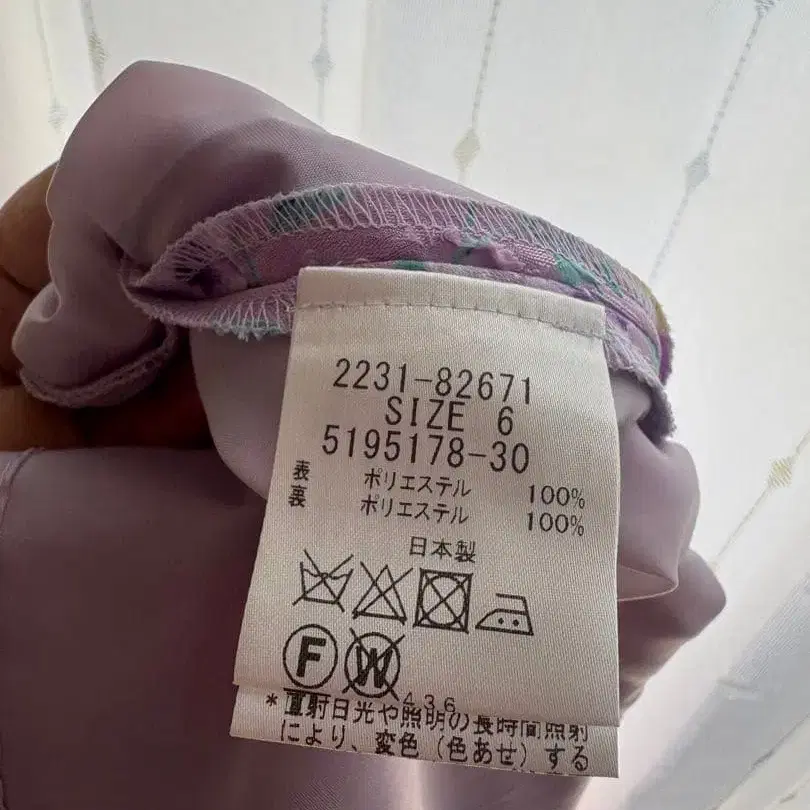 2231-82671
SIZE 6
5195178-30
表 ポリエステル 100%
裏 ポリエステル 100%
日本製
F W
436
*直射日光や照明の長時間照射
により、変色(色あせ)する